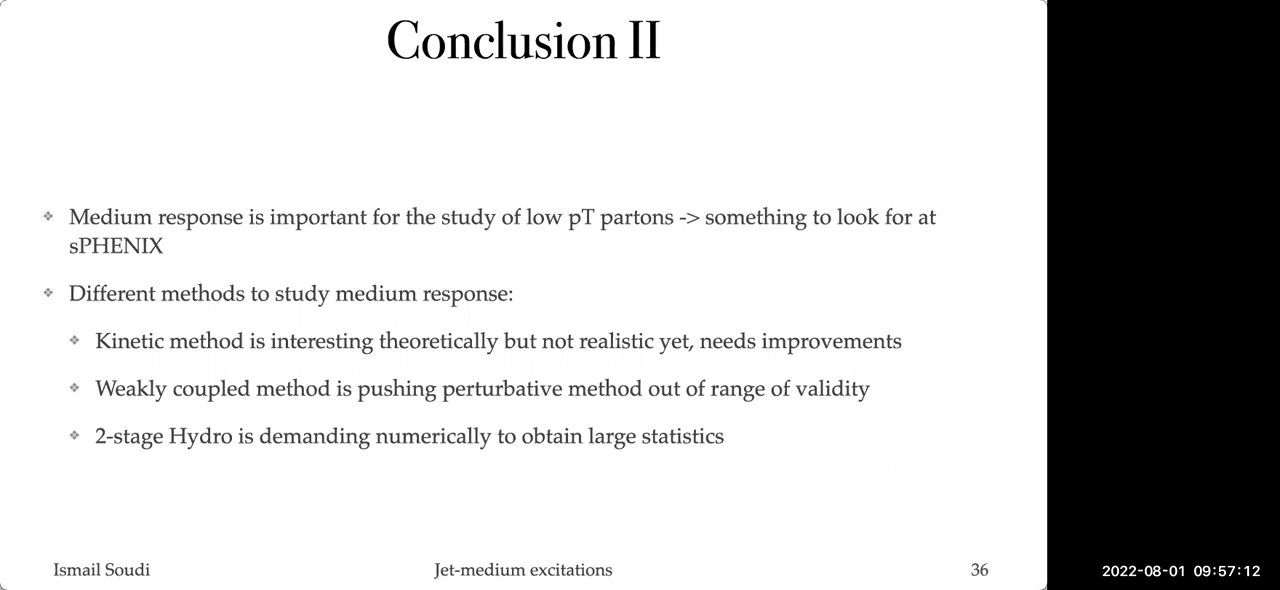 Conclusion II
Medium response is important for the study of low pT partons -> something to look for at
sPHENIX
Different methods to study medium response:
Kinetic method is interesting theoretically but not realistic yet, needs improvements
Weakly coupled method is pushing perturbative method out of range of validity
2-stage Hydro is demanding numerically to obtain large statistics
Ismail Soudi
Jet-medium excitations
36
2022-08-01 09:57:12